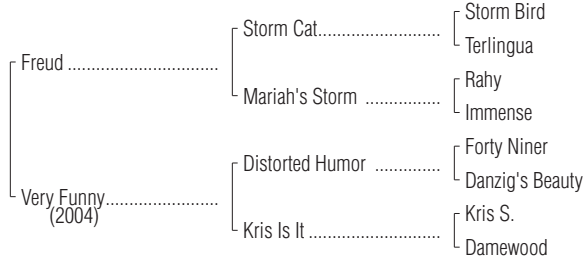 Storm Bird
Storm Cat..........................
Terlingua
Freud ................................
Rahy
Mariah's Storm ................
Immense
Forty Niner
Distorted Humor ..............
Danzig's Beauty
Very Funny........................
(2004)
Kris S.
Kris Is It ............................
Damewood